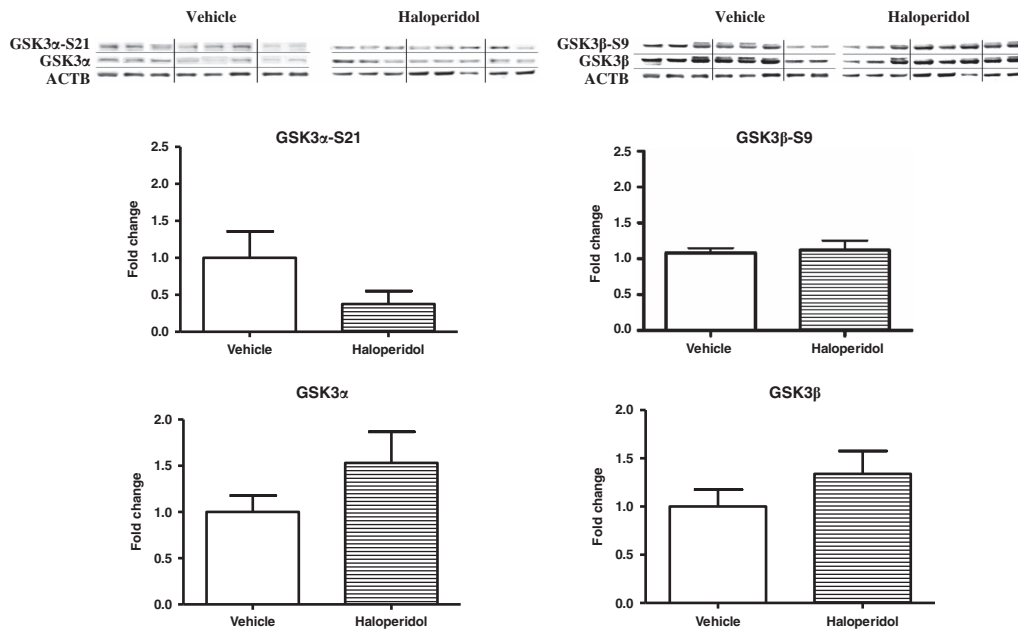 Vehicle Haloperidol
GSK3α-S21
GSK3α
ACTB
Vehicle Haloperidol
GSK3β-S9
GSK3β
ACTB
GSK3α-S21
2.5
2.0
1.5
1.0
0.5
0.0
Fold change
Vehicle Haloperidol
GSK3β-S9
2.5
2.0
1.5
1.0
0.5
0.0
Fold change
Vehicle Haloperidol
GSK3α
2.0
1.5
1.0
0.5
0.0
Fold change
Vehicle Haloperidol
GSK3β
2.0
1.5
1.0
0.5
0.0
Fold change
Vehicle Haloperidol